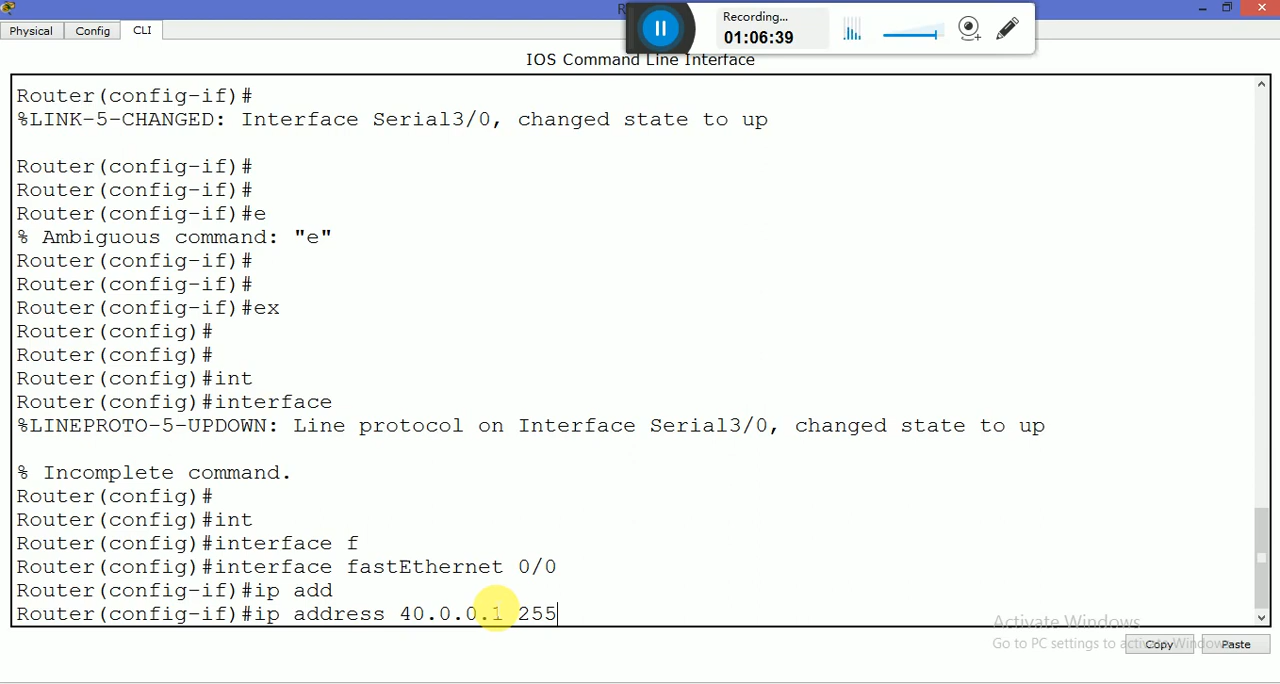 Recording...
01:06:39
Physical
Config
CLI
IOS Command Line Interface
Router(config-if)#
%LINK-5-CHANGED: Interface Serial3/0, changed state to up
Router(config-if)#
Router(config-if)#
Router(config-if)#e
% Ambiguous command: "e"
Router(config-if)#
Router(config-if)#
Router(config-if)#ex
Router(config)#
Router(config)#
Router(config)#int
Router(config)#interface
%LINEPROTO-5-UPDOWN: Line protocol on Interface Serial3/0, changed state to up
% Incomplete command.
Router(config)#
Router(config)#int
Router(config)#interface f
Router(config)#interface fastEthernet 0/0
Router(config-if)#ip add
Router(config-if)#ip address 40.0.0.1 255
Activate Windows
Go to PC settings to activate Windows.
Copy
Paste